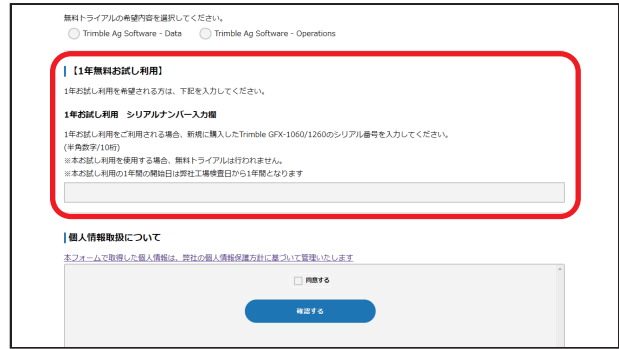 無料トライアルの希望内容を選択してください。
Trimble Ag Software - Data Trimble Ag Software - Operations
【1年無料お試し利用】
1年お試し利用を希望される方は、下記を入力してください。
1年お試し利用 シリアルナンバー入力欄
1年お試し利用をご利用される場合、新規に購入したTrimble GFX-1060/1260のシリアル番号を入力してください。
(半角数字/10桁)
※本お試し利用を使用する場合、無料トライアルは行われません。
※本お試し利用の1年間の開始日は弊社工場検査日から1年間となります
個人情報取扱について
本フォームで取得した個人情報は、弊社の個人情報保護方針に基づいて管理いたします
同意する
確認する